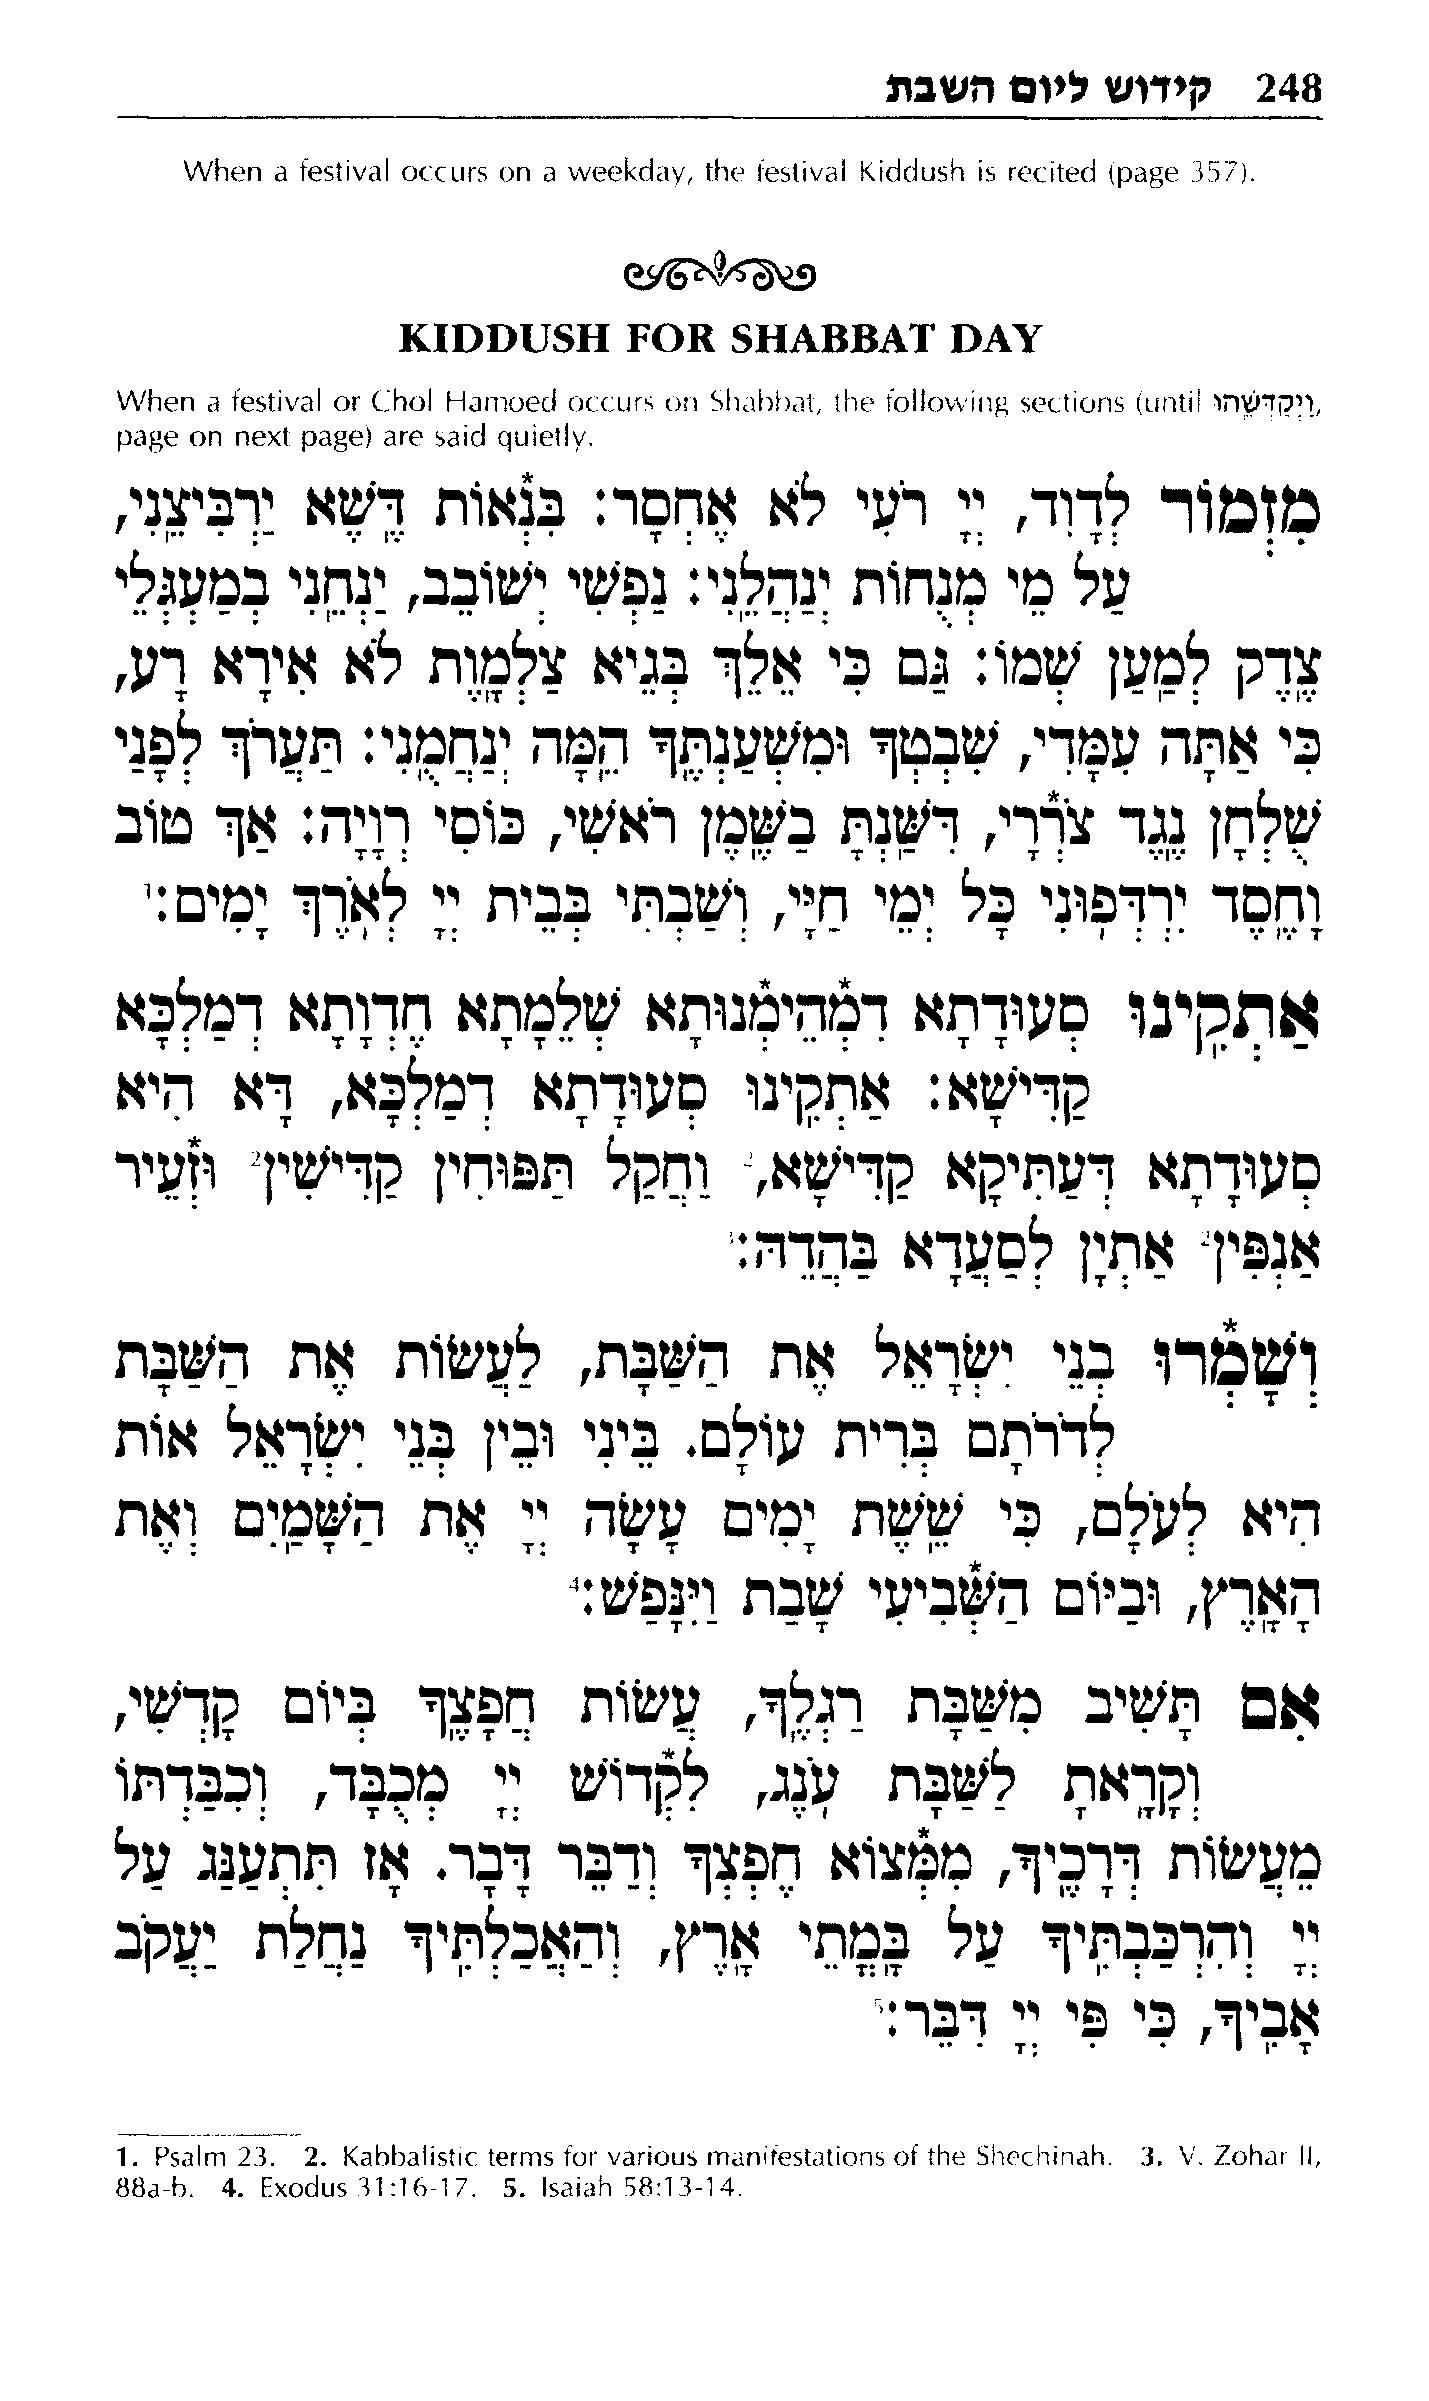 248 קידוש ליום השבת
When a festival occurs on a weekday, the festival Kiddush is recited (page 357).
KIDDUSH FOR SHABBAT DAY
When a festival or Chol Hamoed occurs on Shabbat, the following sections (until וַיְקַדְּשֵׁהוּ,
page on next page) are said quietly.
מִזְמוֹר לְדָוִד, יְיָ רֹעִי לֹא אֶחְסָר: בִּנְ*אוֹת דֶּשֶׁא יַרְבִּיצֵנִי,
עַל מֵי מְנֻחוֹת יְנַהֲלֵנִי: נַפְשִׁי יְשׁוֹבֵב, יַנְחֵנִי בְמַעְגְּלֵי
צֶדֶק לְמַעַן שְׁמוֹ: גַּם כִּי אֵלֵךְ בְּגֵיא צַלְמָוֶת לֹא אִירָא רָע,
כִּי אַתָּה עִמָּדִי, שִׁבְטְךָ וּמִשְׁעַנְתֶּךָ הֵמָּה יְנַחֲמֻנִי: תַּעֲרֹךְ לְפָנַי
שֻׁלְחָן נֶגֶד צֹרְ*רָי, דִּשַּׁנְתָּ בַשֶּׁמֶן רֹאשִׁי, כּוֹסִי רְוָיָה: אַךְ טוֹב
וָחֶסֶד יִרְדְּפוּנִי כָּל יְמֵי חַיָּי, וְשַׁבְתִּי בְּבֵית יְיָ לְאֹרֶךְ יָמִים:1
אַתְקִינוּ סְעוּדָתָא דִמְ*הֵימְ*נוּתָא שְׁלֵמָתָא חֶדְוָתָא דְמַלְכָּא
קַדִּישָׁא: אַתְקִינוּ סְעוּדָתָא דְמַלְכָּא, דָּא הִיא
סְעוּדָתָא דְּעַתִּיקָא קַדִּישָׁא,2 וַחֲקַל תַּפּוּחִין קַדִּישִׁין2 וּזְ*עֵיר
אַנְפִּין2 אַתְיָן לְסַעֲדָא בַּהֲדֵהּ:3
וְשָׁמְ*רוּ בְנֵי יִשְׂרָאֵל אֶת הַשַּׁבָּת, לַעֲשׂוֹת אֶת הַשַּׁבָּת
לְדֹרֹתָם בְּרִית עוֹלָם. בֵּינִי וּבֵין בְּנֵי יִשְׂרָאֵל אוֹת
הִיא לְעֹלָם, כִּי שֵׁשֶׁת יָמִים עָשָׂה יְיָ אֶת הַשָּׁמַיִם וְאֶת
הָאָרֶץ, וּבַיּוֹם הַשְּׁ*בִיעִי שָׁבַת וַיִּנָּפַשׁ:4
אִם תָּשִׁיב מִשַּׁבָּת רַגְלֶךָ, עֲשׂוֹת חֲפָצֶךָ בְּיוֹם קָדְשִׁי,
וְקָרָאתָ לַשַּׁבָּת עֹנֶג, לִקְ*דוֹשׁ יְיָ מְכֻבָּד, וְכִבַּדְתּוֹ
מֵעֲשׂוֹת דְּרָכֶיךָ, מִמְּ*צוֹא חֶפְצְךָ וְדַבֵּר דָּבָר. אָז תִּתְעַנַּג עַל
יְיָ וְהִרְכַּבְתִּיךָ עַל בָּמֳתֵי אָרֶץ, וְהַאֲכַלְתִּיךָ נַחֲלַת יַעֲקֹב
אָבִיךָ, כִּי פִּי יְיָ דִּבֵּר:5
1. Psalm 23. 2. Kabbalistic terms for various manifestations of the Shechinah. 3. V. Zohar II,
88a-b. 4. Exodus 31:16-17. 5. Isaiah 58:13-14.